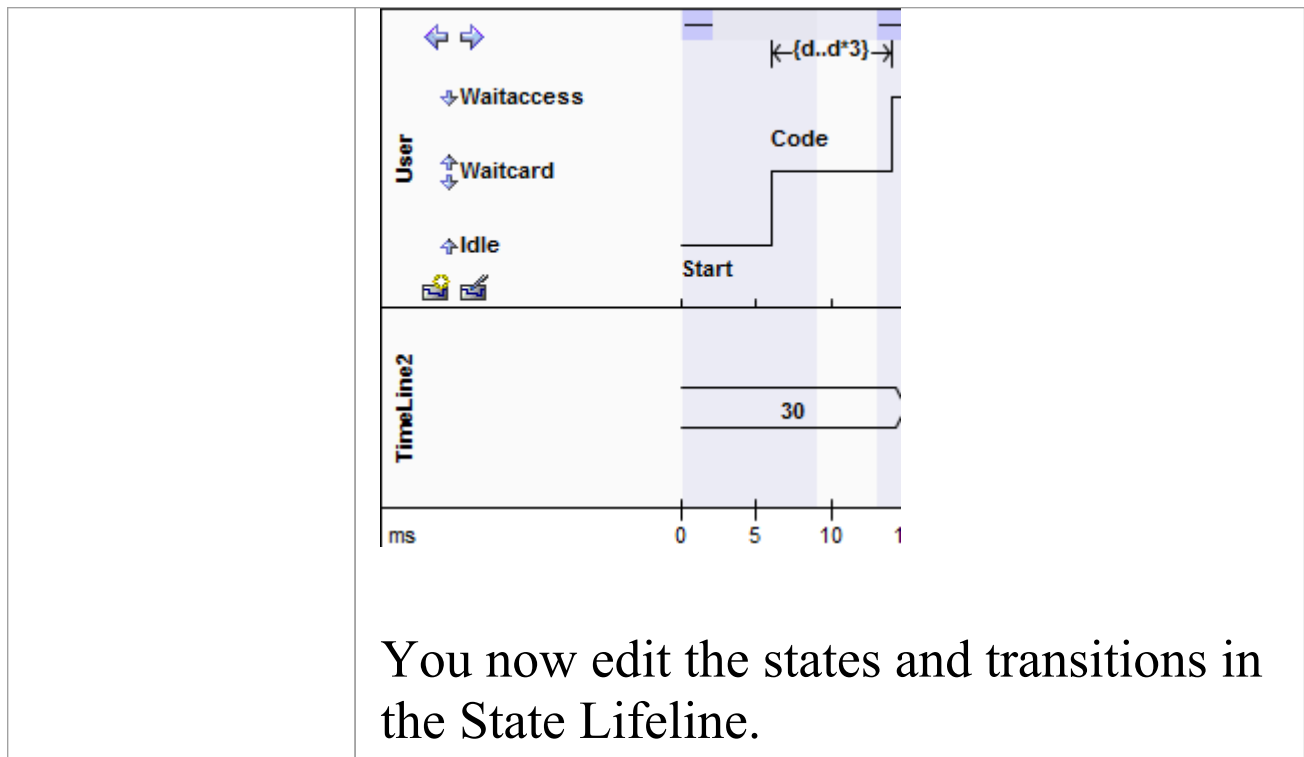 {d..d*3}
Waitaccess
Code
User
Waitcard
Idle
Start
TimeLine2
30
ms
0 5 10 1
You now edit the states and transitions in
the State Lifeline.